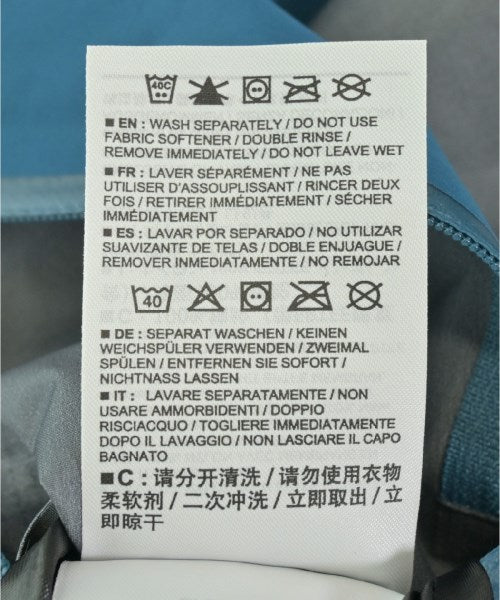 40C
■ EN : WASH SEPARATELY / DO NOT USE
FABRIC SOFTENER / DOUBLE RINSE /
REMOVE IMMEDIATELY / DO NOT LEAVE WET
■ FR : LAVER SÉPARÉMENT / NE PAS
UTILISER D'ASSOUPLISSANT / RINCER DEUX
FOIS / RETIRER IMMÉDIATEMENT / SÉCHER
IMMÉDIATEMENT
■ ES : LAVAR POR SEPARADO / NO UTILIZAR
SUAVIZANTE DE TELAS / DOBLE ENJUAGUE /
REMOVER INMEDIATAMENTE / NO REMOJAR
40
■ DE : SEPARAT WASCHEN / KEINEN
WEICHSPÜLER VERWENDEN / ZWEIMAL
SPÜLEN / ENTFERNEN SIE SOFORT /
NICHTNASS LASSEN
■ IT : LAVARE SEPARATAMENTE / NON
USARE AMMORBIDENTI / DOPPIO
RISCIACQUO / TOGLIERE IMMEDIATAMENTE
DOPO IL LAVAGGIO / NON LASCIARE IL CAPO
BAGNATO
■C : 请分开清洗 / 请勿使用衣物
柔软剂 / 二次冲洗 / 立即取出 / 立
即晾干